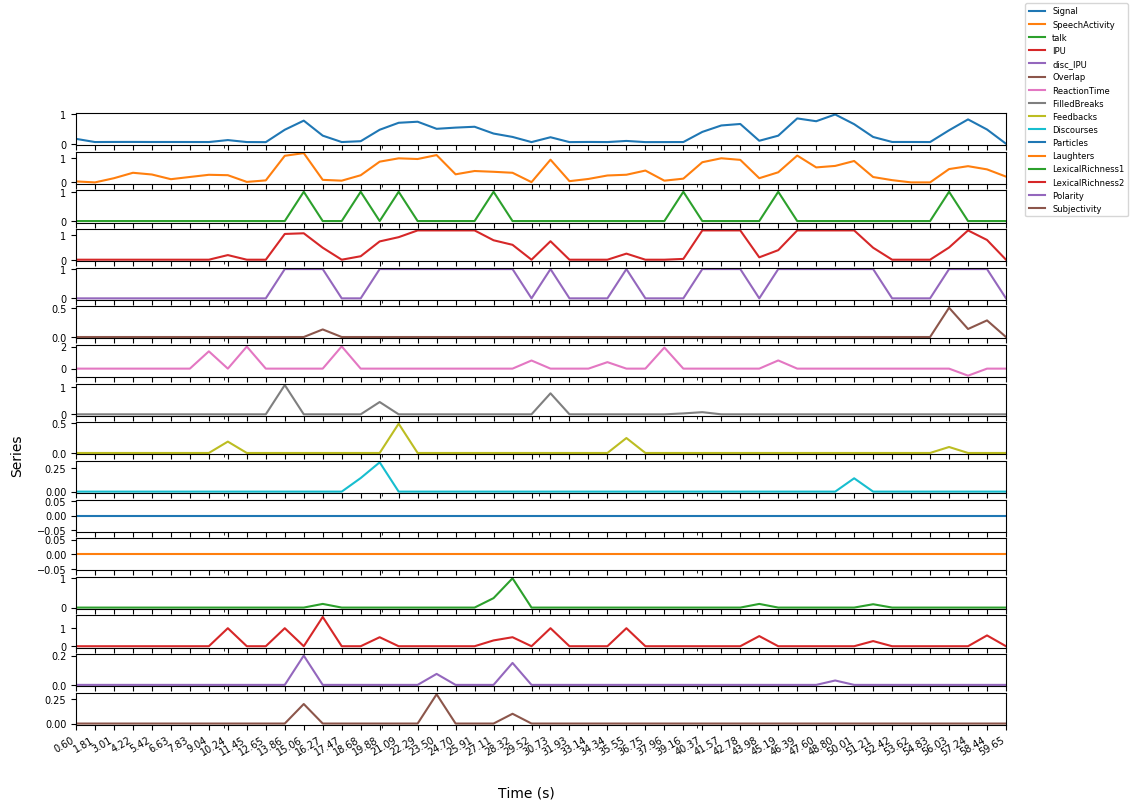 Signal
SpeechActivity
talk
IPU
disc_IPU
Overlap
ReactionTime
FilledBreaks
Feedbacks
Discourses
Particles
Laughters
LexicalRichness1
LexicalRichness2
Polarity
Subjectivity
1
0
1
0
1
0
1
0
1
0
0.5
0.0
2
0
1
0
0.5
0.0
0.25
0.00
0.05
0.00
−0.05
0.05
0.00
−0.05
1
0
1
0
0.2
0.0
0.25
0.00
Series
0.60 1.81 3.01 4.22 5.42 6.63 7.83 9.04 10.24 11.45 12.65 13.86 15.06 16.27 17.47 18.68 19.88 21.09 22.29 23.50 24.70 25.91 27.11 28.32 29.52 30.73 31.93 33.14 34.34 35.55 36.75 37.96 39.16 40.37 41.57 42.78 43.98 45.19 46.39 47.60 48.80 50.01 51.21 52.42 53.62 54.83 56.03 57.24 58.44 59.65
Time (s)